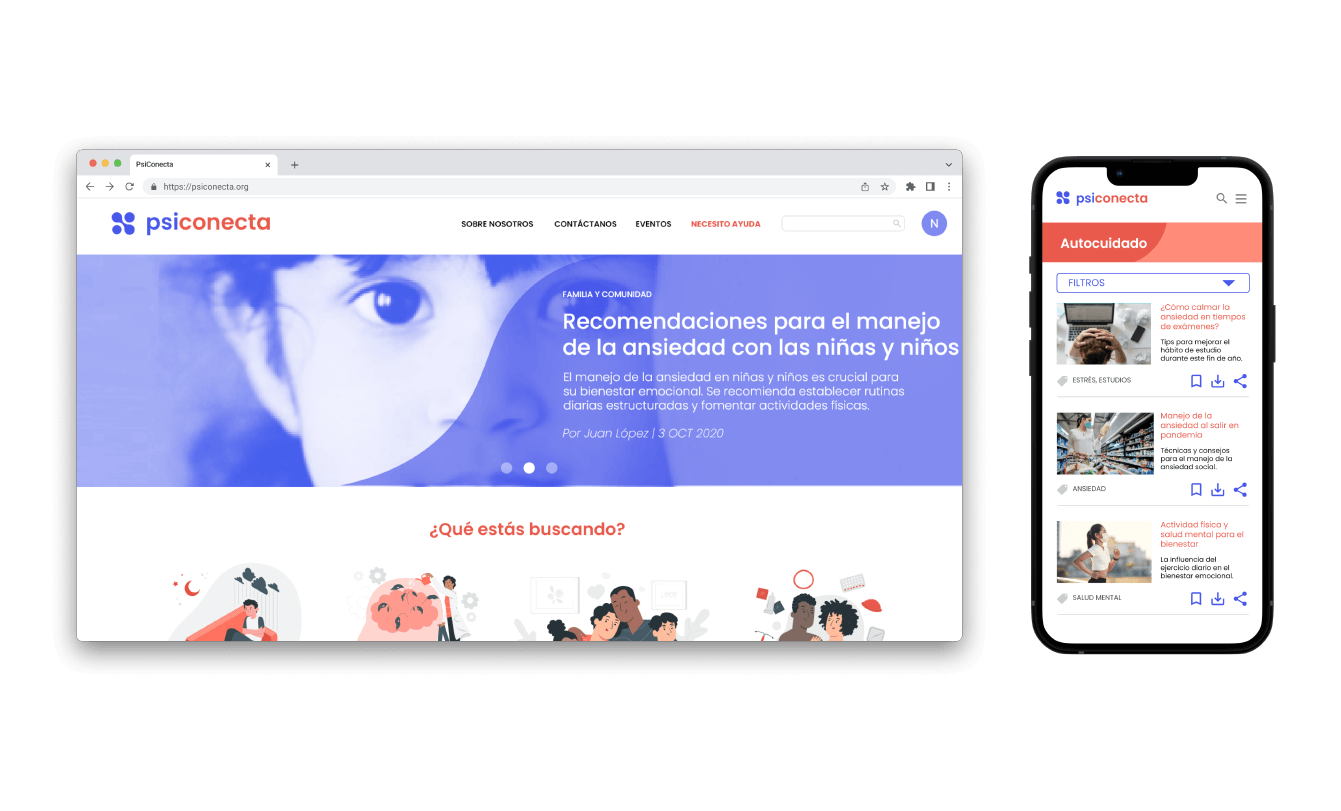 PsiConecta
https://psiconecta.org
psiconecta
SOBRE NOSOTROS
CONTÁCTANOS
EVENTOS
NECESITO AYUDA
N
FAMILIA Y COMUNIDAD
Recomendaciones para el manejo
de la ansiedad con las niñas y niños
El manejo de la ansiedad en niñas y niños es crucial para
su bienestar emocional. Se recomienda establecer rutinas
diarias estructuradas y fomentar actividades físicas.
Por Juan López | 3 OCT 2020
¿Qué estás buscando?
psiconecta
Autocuidado
FILTROS
¿Cómo calmar la
ansiedad en tiempos
de exámenes?
Tips para mejorar el
hábito de estudio
durante este fin de año.
ESTRÉS, ESTUDIOS
Manejo de la
ansiedad al salir en
pandemia
Técnicas y consejos
para el manejo de la
ansiedad social.
ANSIEDAD
Actividad física y
salud mental para el
bienestar
La influencia del
ejercicio diario en el
bienestar emocional.
SALUD MENTAL